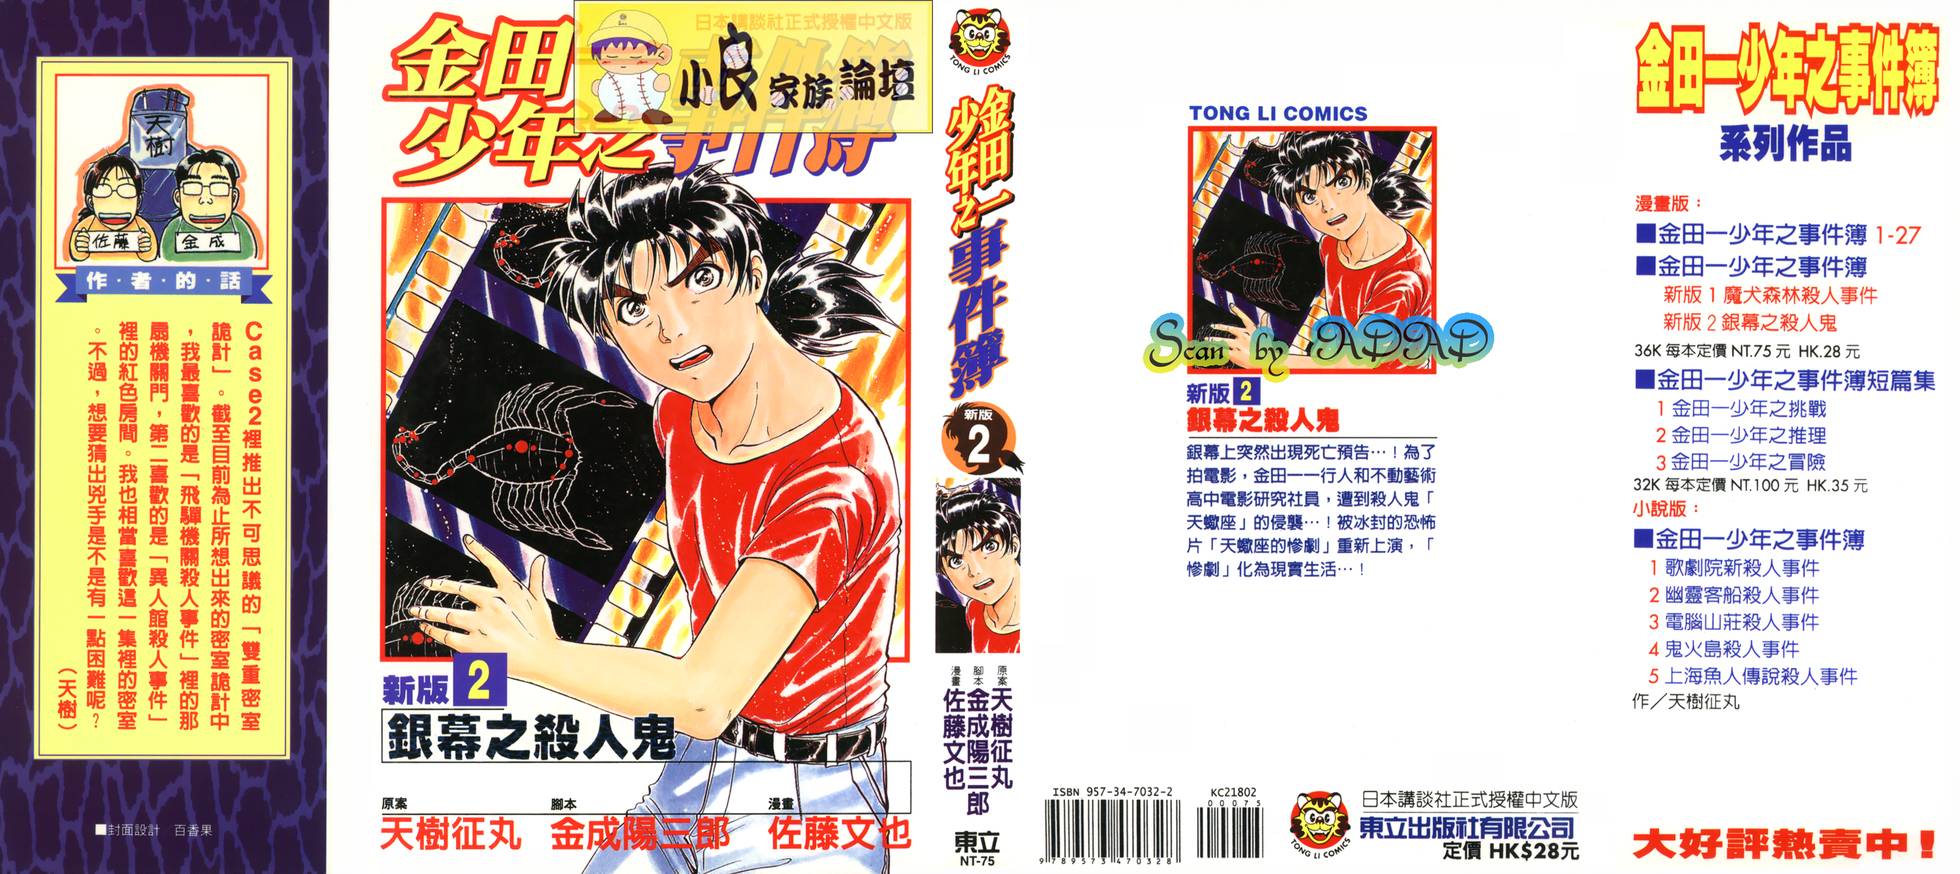 天樹
佐藤
金成
作·者·的·話
Case2裡推出不可思議的「雙重密室
詭計」。截至目前為止所想出來的密室詭計中
，我最喜歡的是「飛驒機關殺人事件」裡的那
扇機關門，第二喜歡的是「異人館殺人事件」
裡的紅色房間。我也相當喜歡這一集裡的密室
。不過，想要猜出兇手是不是有一點困難呢？
（天樹）
■封面設計 百香果
日本講談社正式授權中文版
金田
少年之事件簿
小良家族論壇
新版 2
銀幕之殺人鬼
原案
天樹征丸
腳本
金成陽三郎
漫畫
佐藤文也
TONG LI COMICS
金田一
少年之
事件簿
新版
2
原案 天樹征丸
腳本 金成陽三郎
漫畫 佐藤文也
東立
NT-75
TONG LI COMICS
Scan by ADAD
新版 2
銀幕之殺人鬼
銀幕上突然出現死亡預告…！為了
拍電影，金田一一行人和不動藝術
高中電影研究社員，遭到殺人鬼「
天蠍座」的侵襲…！被冰封的恐怖
片「天蠍座的慘劇」重新上演，「
慘劇」化為現實生活…！
ISBN 957-34-7032-2
9789573470328
KC21802
00075
TONG LI COMICS
日本講談社正式授權中文版
東立出版社有限公司
定價 HK$28元
金田一少年之事件簿
系列作品
漫畫版：
■金田一少年之事件簿 1-27
■金田一少年之事件簿
新版 1 魔犬森林殺人事件
新版 2 銀幕之殺人鬼
36K 每本定價 NT.75 元 HK.28 元
■金田一少年之事件簿短篇集
1 金田一少年之挑戰
2 金田一少年之推理
3 金田一少年之冒險
32K 每本定價 NT.100 元 HK.35 元
小說版：
■金田一少年之事件簿
1 歌劇院新殺人事件
2 幽靈客船殺人事件
3 電腦山莊殺人事件
4 鬼火島殺人事件
5 上海魚人傳說殺人事件
作／天樹征丸
大好評熱賣中！